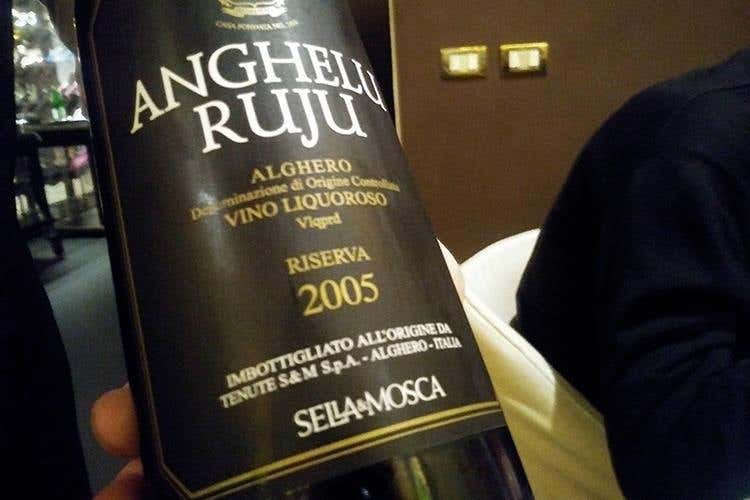 ANGHELU
RUJU
ALGHERO
Denominazione di Origine Controllata
VINO LIQUOROSO
Vlqprd
RISERVA
2005
IMBOTTIGLIATO ALL'ORIGINE DA
TENUTE S&M S.p.A. - ALGHERO - ITALIA
SELLA&MOSCA